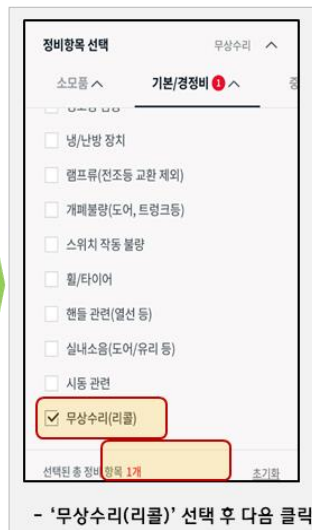 정비항목 선택 무상수리
소모품 기본/경정비 1 중
냉/난방 장치
램프류(전조등 교환 제외)
개폐불량(도어, 트렁크등)
스위치 작동 불량
휠/타이어
핸들 관련(열선 등)
실내소음(도어/유리 등)
시동 관련
무상수리(리콜)
선택된 총 정비 항목 1개 초기화
- ‘무상수리(리콜)’ 선택 후 다음 클릭